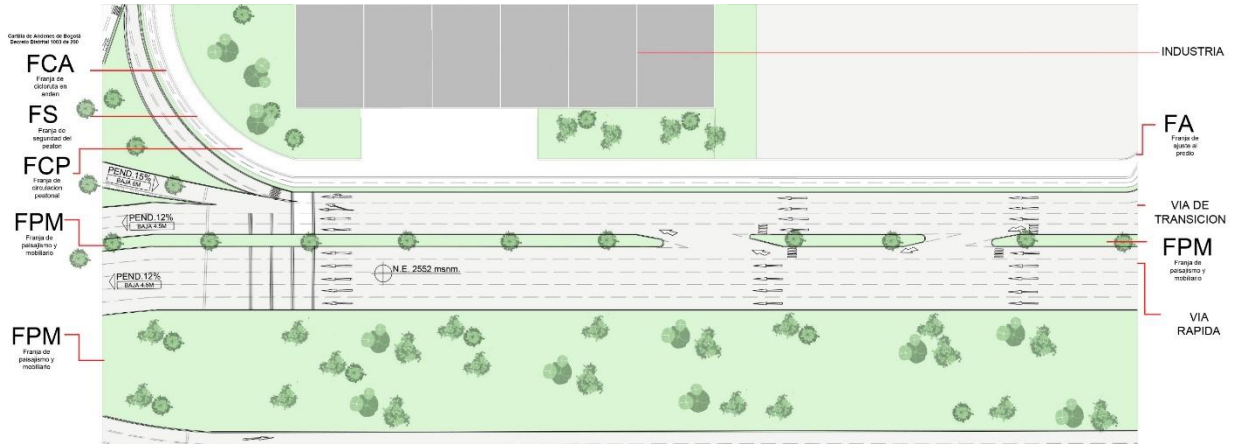 Cartilla de Andenes de Bogotá
Decreto Distrital 1003 de 200
FCA
Franja de
cicloruta en
anden
FS
Franja de
seguridad del
peaton
FCP
Franja de
circulacion
peatonal
FPM
Franja de
paisajismo y
mobiliario
FPM
Franja de
paisajismo y
mobiliario
PEND.15%
PEND.12%
BAJA 4.5M
PEND.12%
BAJA 4.5M
N.E. 2552 msnm.
INDUSTRIA
FA
Franja de
ajuste al
predio
VIA DE
TRANSICION
FPM
Franja de
paisajismo y
mobiliario
VIA
RAPIDA